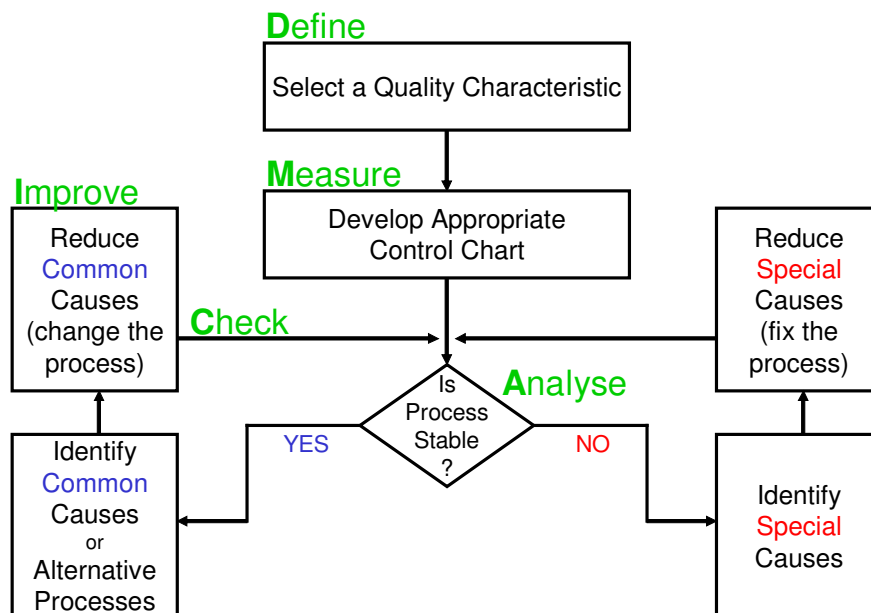 Define
Select a Quality Characteristic
Measure
Develop Appropriate
Control Chart
Improve
Reduce
Common
Causes
(change the
process)
Check
Reduce
Special
Causes
(fix the
process)
Analyse
Is
Process
Stable
?
YES
NO
Identify
Common
Causes
or
Alternative
Processes
Identify
Special
Causes